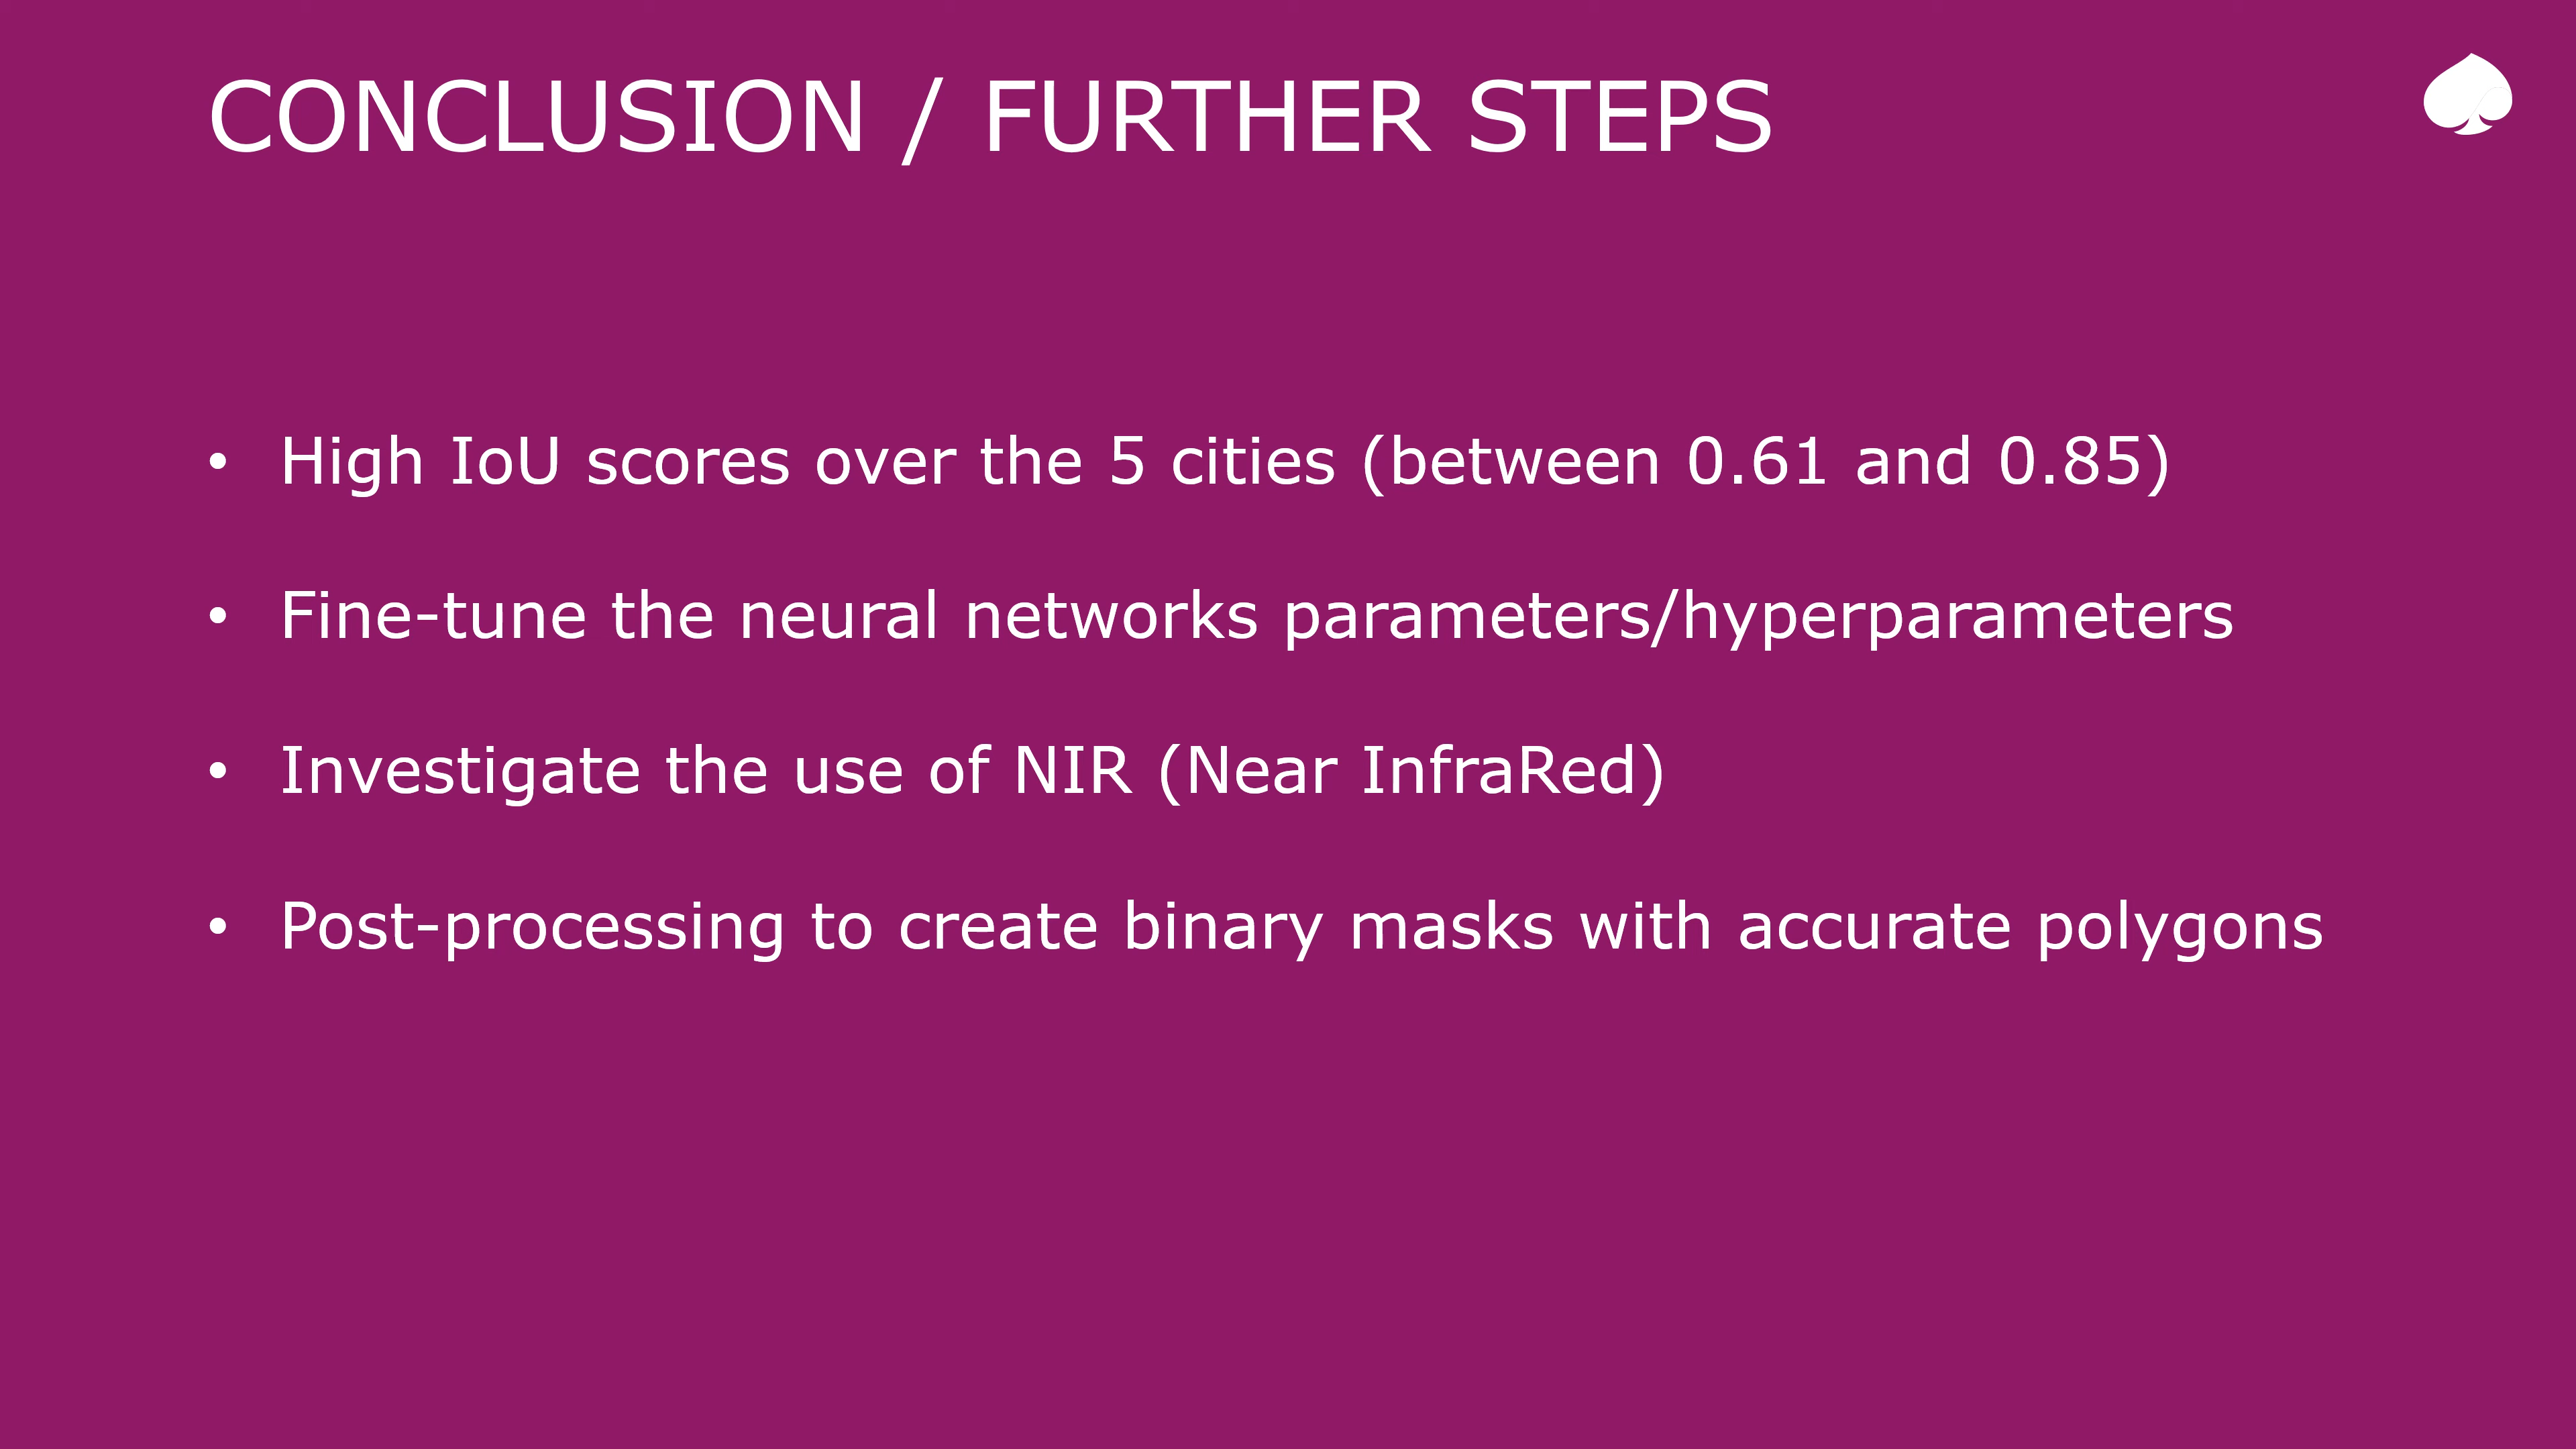 CONCLUSION / FURTHER STEPS
• High IoU scores over the 5 cities (between 0.61 and 0.85)
• Fine-tune the neural networks parameters/hyperparameters
• Investigate the use of NIR (Near InfraRed)
• Post-processing to create binary masks with accurate polygons